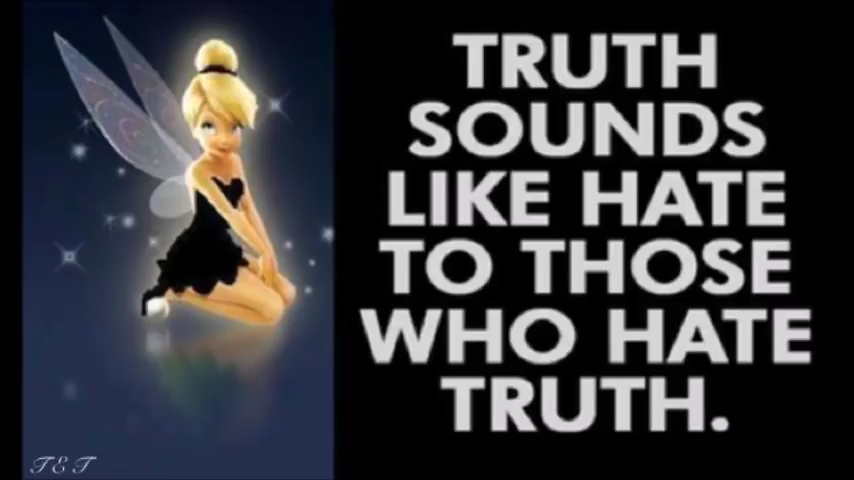 TRUTH
SOUNDS
LIKE HATE
TO THOSE
WHO HATE
TRUTH.
T & T